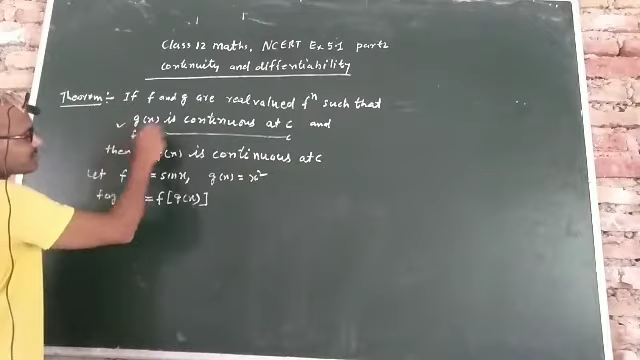 Class 12 maths, NCERT Ex 5.1 part 2
continuity and differentiability
Theorem:- If f and g are real valued fⁿ such that
✓ g(x) is continuous at c and
(x) is continuous at c
Let f = sinx, g(x) = x²
fog = f[g(x)]